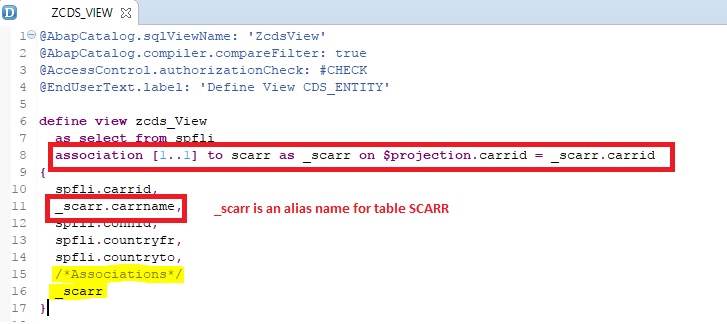 D ZCDS_VIEW
1 @AbapCatalog.sqlViewName: 'ZcdsView'
2 @AbapCatalog.compiler.compareFilter: true
3 @AccessControl.authorizationCheck: #CHECK
4 @EndUserText.label: 'Define View CDS_ENTITY'
5
6 define view zcds_View
7 as select from spfli
8 association [1..1] to scarr as _scarr on $projection.carrid = _scarr.carrid
9 {
10 spfli.carrid,
11 _scarr.carrname, _scarr is an alias name for table SCARR
12 spfli.connid,
13 spfli.countryfr,
14 spfli.countryto,
15 /*Associations*/
16 _scarr
17 }